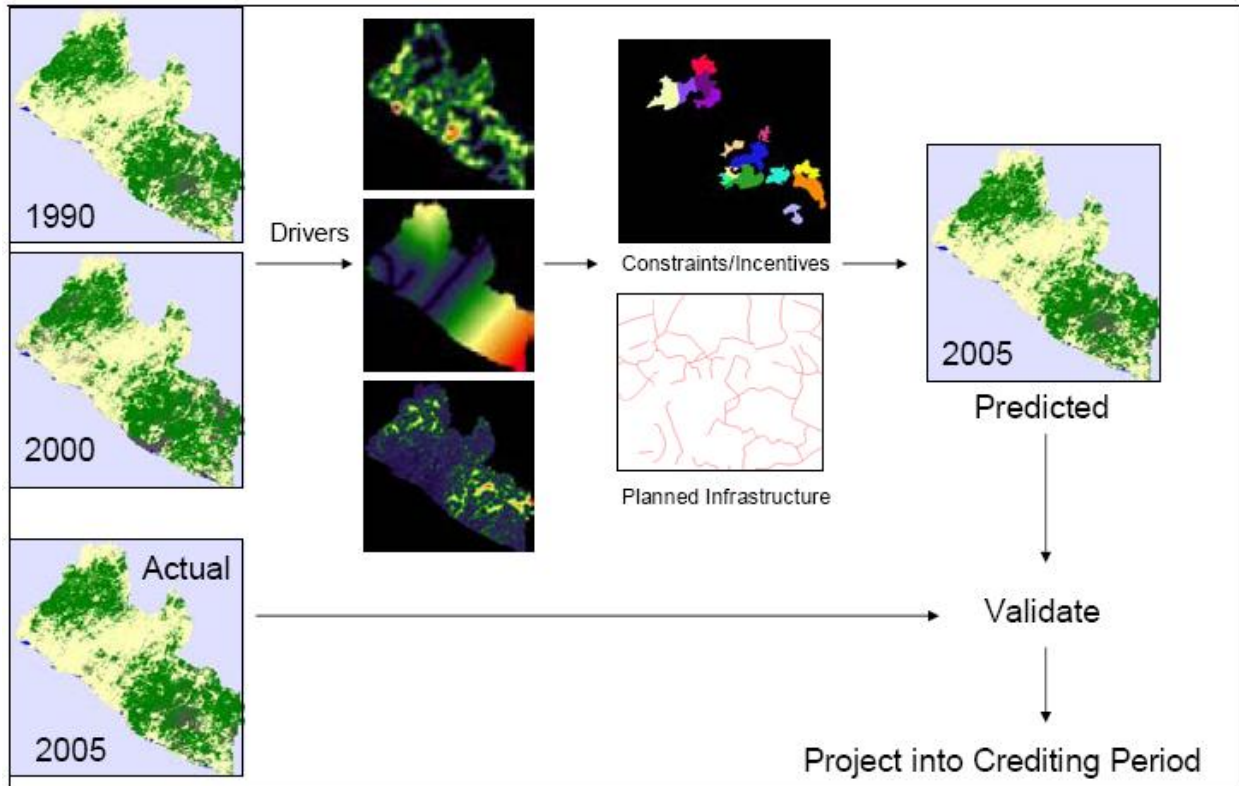 1990
Drivers
2000
Constraints/Incentives
Planned Infrastructure
2005
Predicted
Actual
2005
Validate
Project into Crediting Period